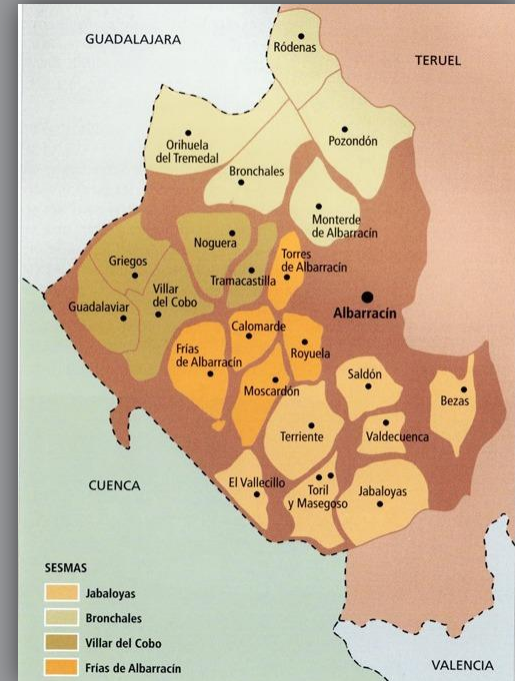 GUADALAJARA
TERUEL
Ródenas
Orihuela
del Tremedal
Pozondón
Bronchales
Monterde
de Albarracín
Noguera
Griegos
Tramacastilla
Torres
de Albarracín
Villar
del Cobo
Guadalaviar
Albarracín
Calomarde
Frías
de Albarracín
Royuela
Moscardón
Saldón
Bezas
Terriente
Valdecuenca
El Vallecillo
Toril
y Masegoso
Jabaloyas
CUENCA
SESMAS
Jabaloyas
Bronchales
Villar del Cobo
Frías de Albarracín
VALENCIA